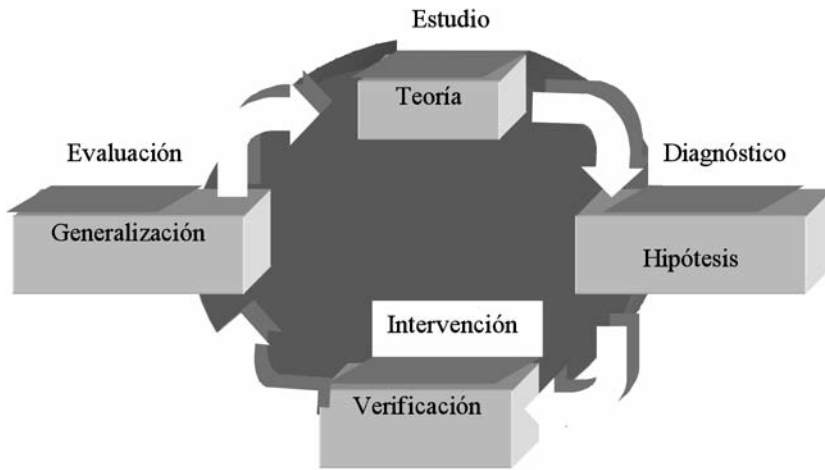 Estudio
Teoría
Evaluación
Diagnóstico
Generalización
Hipótesis
Intervención
Verificación